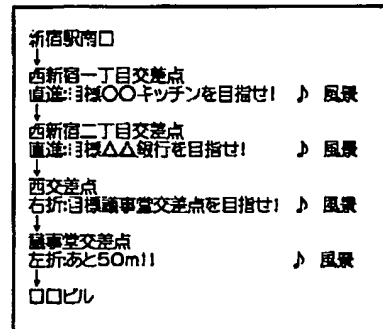 新宿駅南口
↓
西新宿一丁目交差点
直進:目標〇〇キッチンを目指せ! ♪ 風景
↓
西新宿二丁目交差点
直進:目標△△銀行を目指せ! ♪ 風景
↓
西交差点
右折:目標議事堂交差点を目指せ! ♪ 風景
↓
議事堂交差点
左折:あと50m!! ♪ 風景
↓
口口ビル